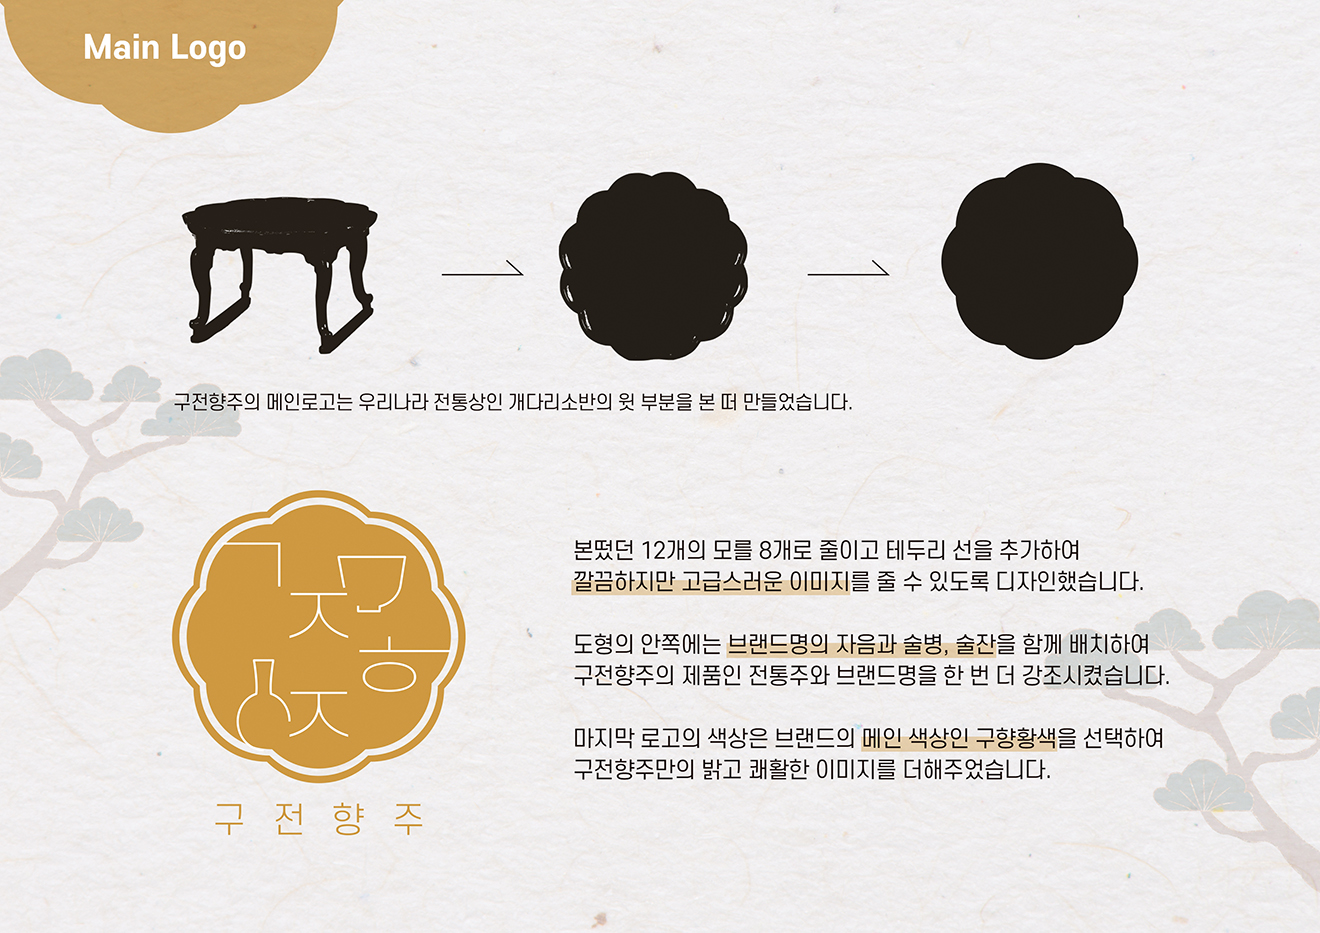 Main Logo
구전향주의 메인로고는 우리나라 전통상인 개다리소반의 윗 부분을 본 떠 만들었습니다.
본떴던 12개의 모를 8개로 줄이고 테두리 선을 추가하여
깔끔하지만 고급스러운 이미지를 줄 수 있도록 디자인했습니다.
도형의 안쪽에는 브랜드명의 자음과 술병, 술잔을 함께 배치하여
구전향주의 제품인 전통주와 브랜드명을 한 번 더 강조시켰습니다.
마지막 로고의 색상은 브랜드의 메인 색상인 구향황색을 선택하여
구전향주만의 밝고 쾌활한 이미지를 더해주었습니다.
ㄱ
ㅈ
ㅎ
ㅈ
구전향주